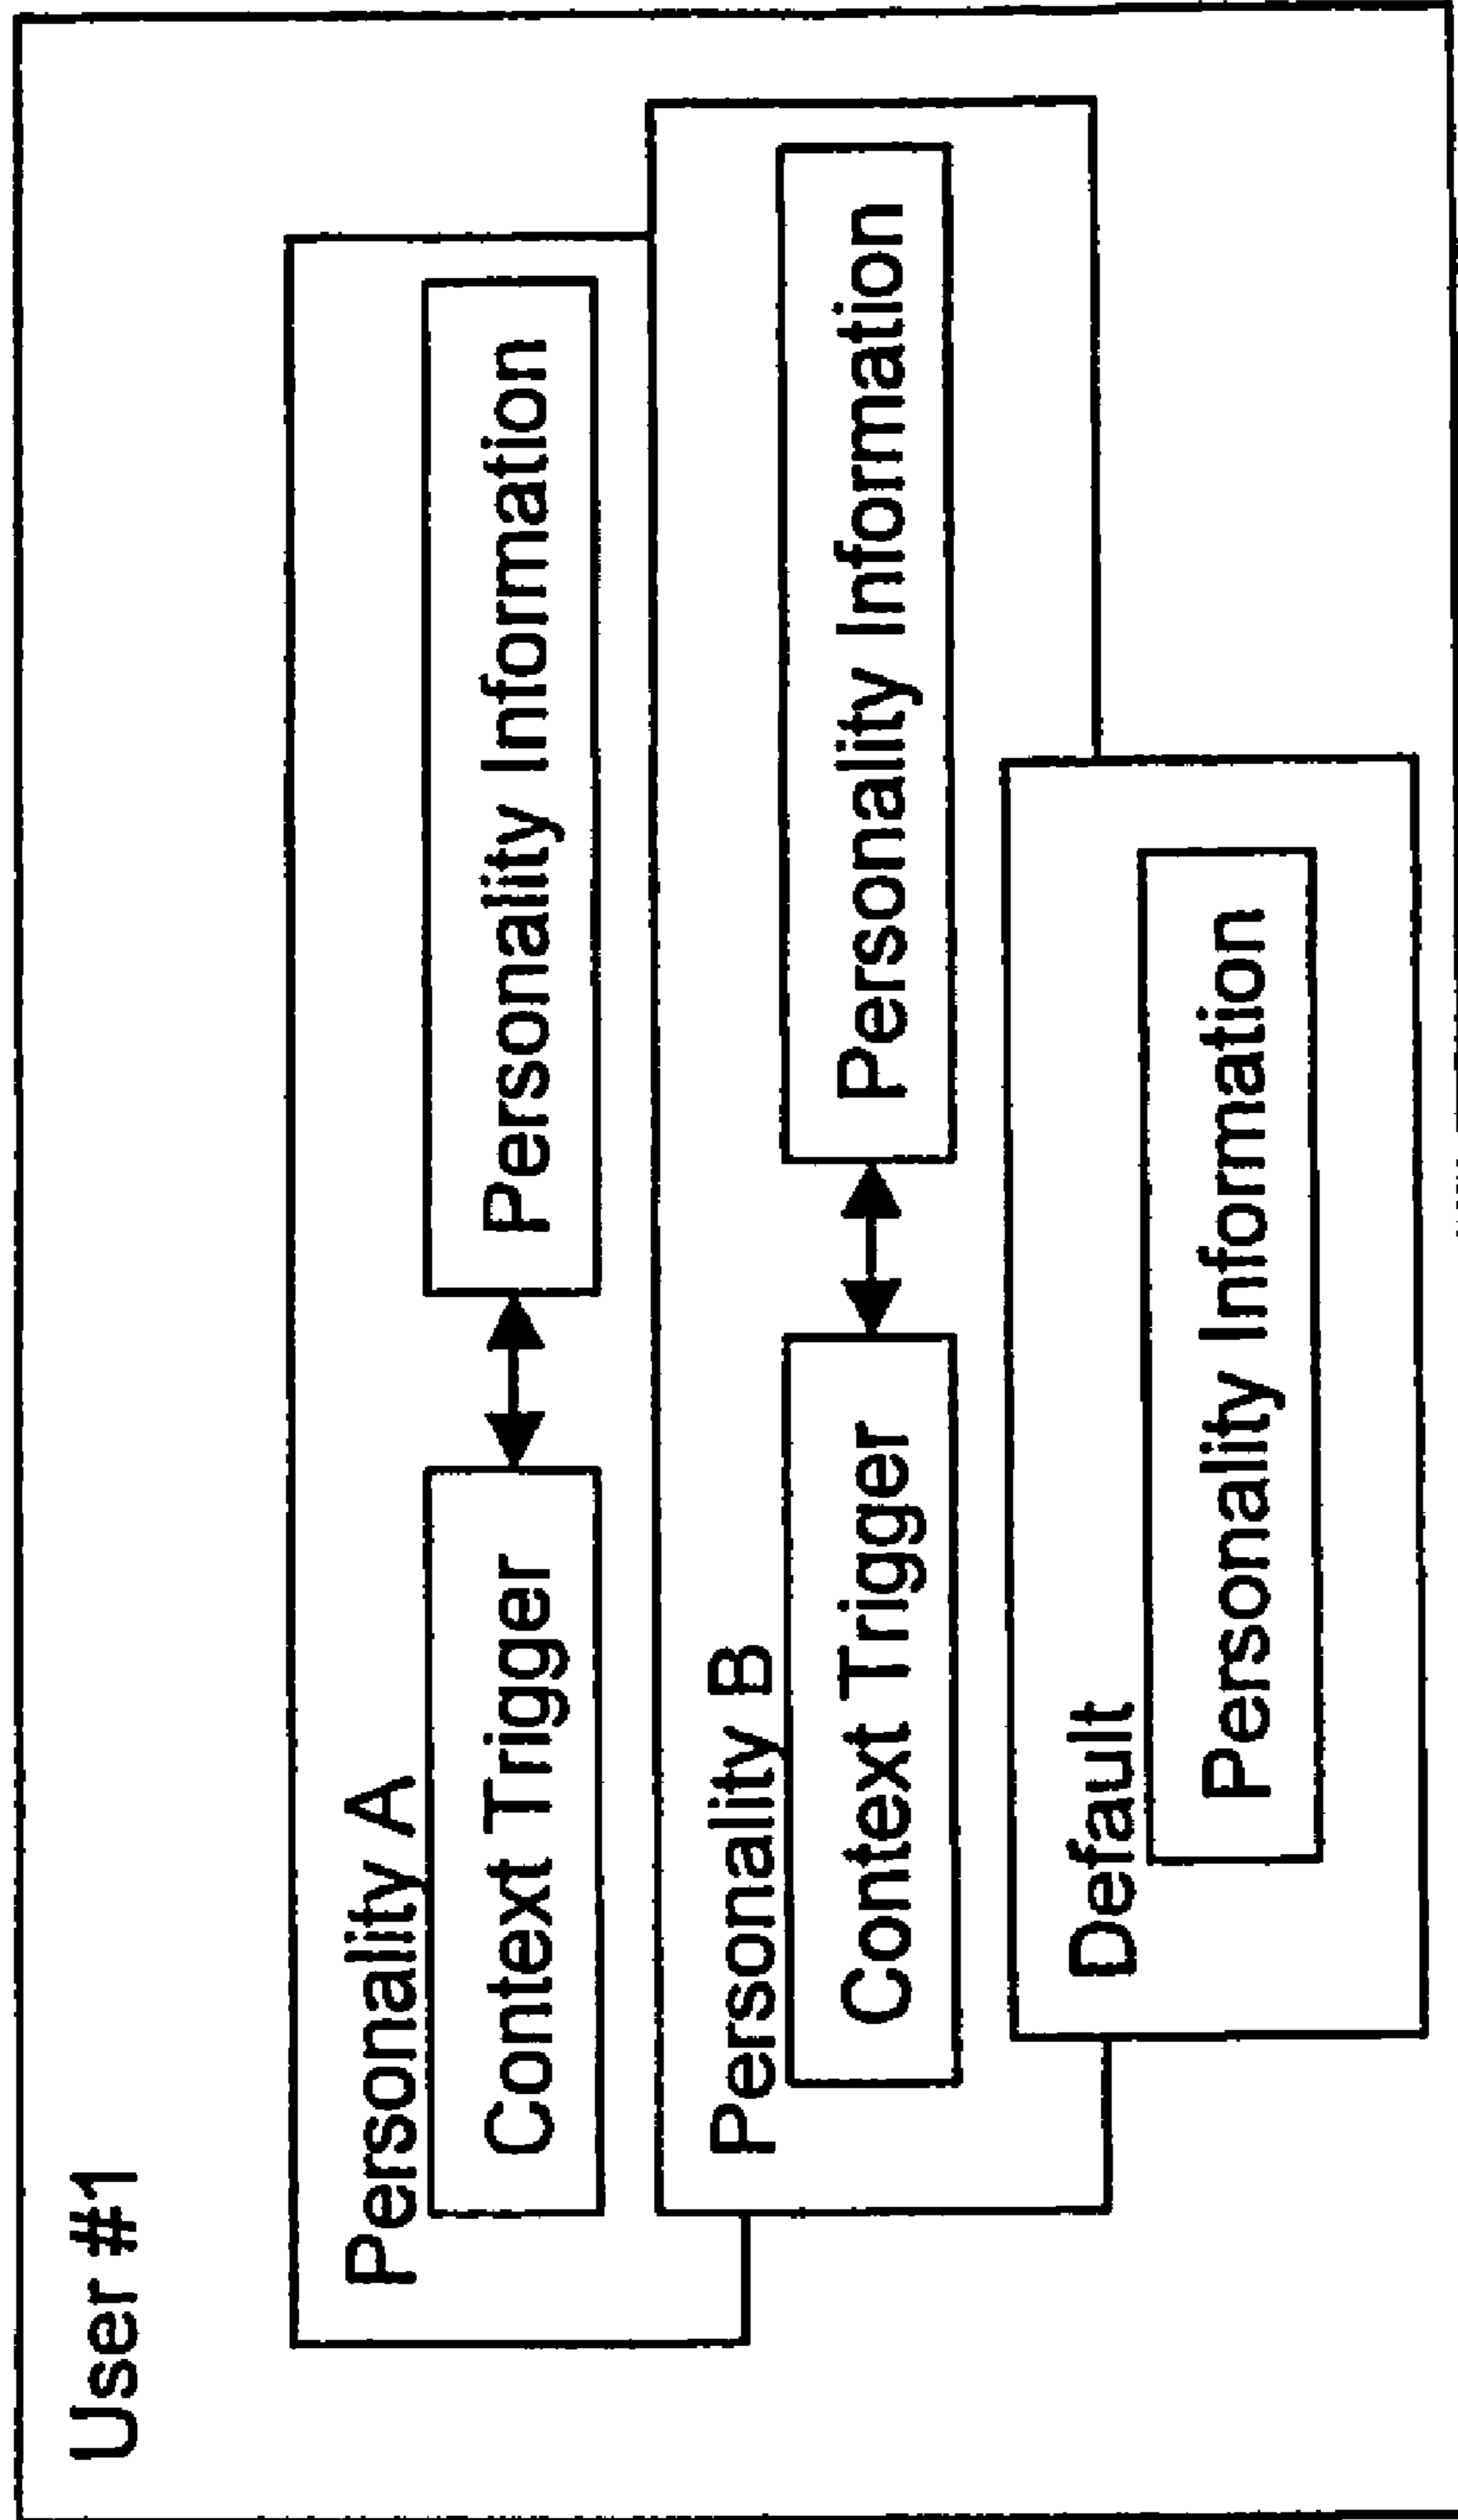 User #1
Personality A
Context Trigger
Personality Information
Personality B
Context Trigger
Personality Information
Default
Personality Information